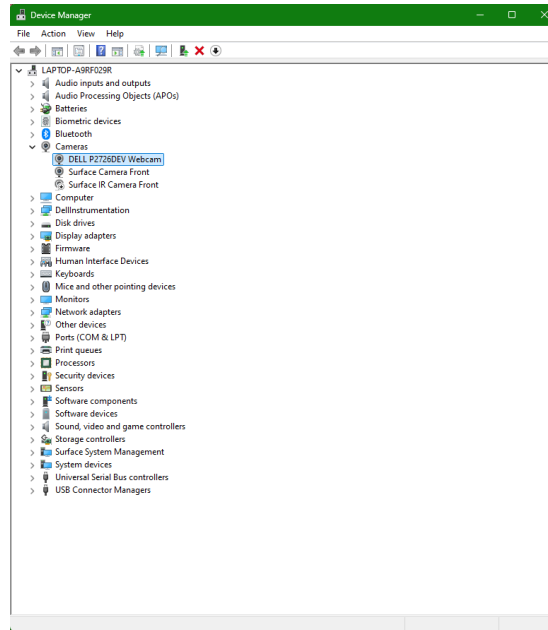 Device Manager
File Action View Help
LAPTOP-A9RF029R
Audio inputs and outputs
Audio Processing Objects (APOs)
Batteries
Biometric devices
Bluetooth
Cameras
DELL P2726DEV Webcam
Surface Camera Front
Surface IR Camera Front
Computer
DellInstrumentation
Disk drives
Display adapters
Firmware
Human Interface Devices
Keyboards
Mice and other pointing devices
Monitors
Network adapters
Other devices
Ports (COM & LPT)
Print queues
Processors
Security devices
Sensors
Software components
Software devices
Sound, video and game controllers
Storage controllers
Surface System Management
System devices
Universal Serial Bus controllers
USB Connector Managers